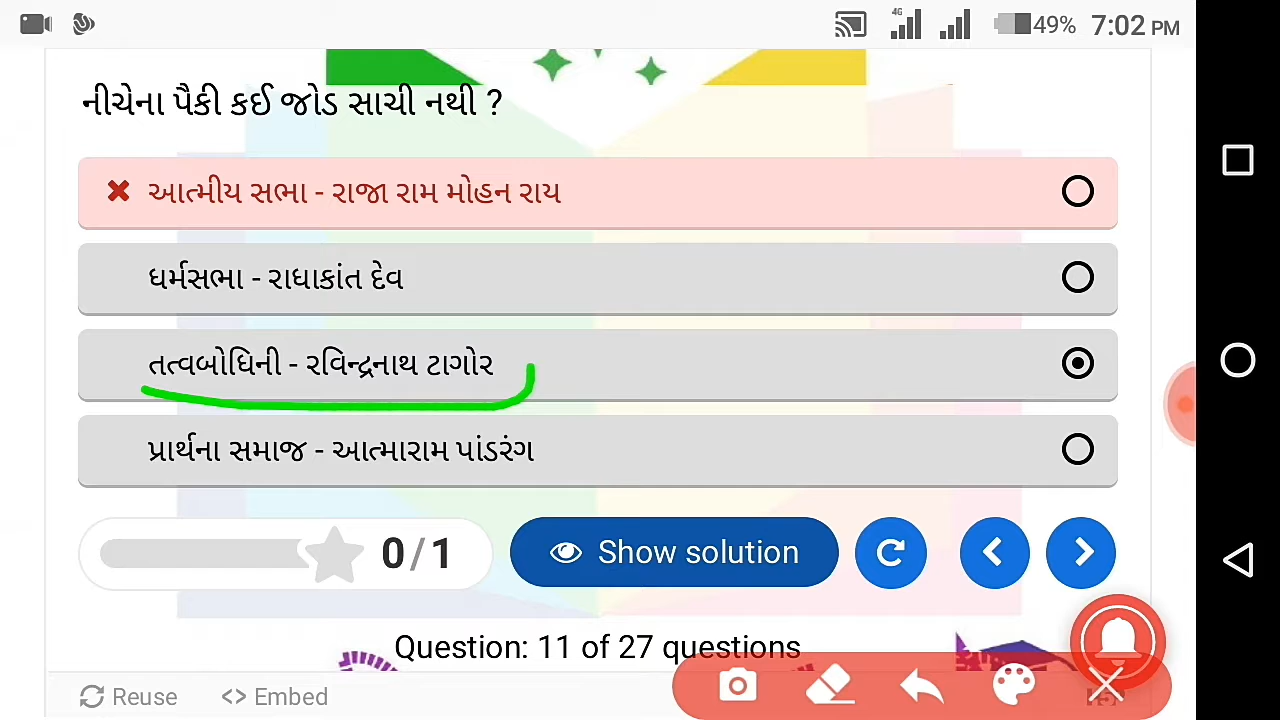 4G 49% 7:02 PM
નીચેના પૈકી કઈ જોડ સાચી નથી ?
આત્મીય સભા - રાજા રામ મોહન રાય
ધર્મસભા - રાધાકાંત દેવ
તત્વબોધિની - રવિન્દ્રનાથ ટાગોર
પ્રાર્થના સમાજ - આત્મારામ પાંડરંગ
0/1 Show solution
Question: 11 of 27 questions
Reuse <> Embed